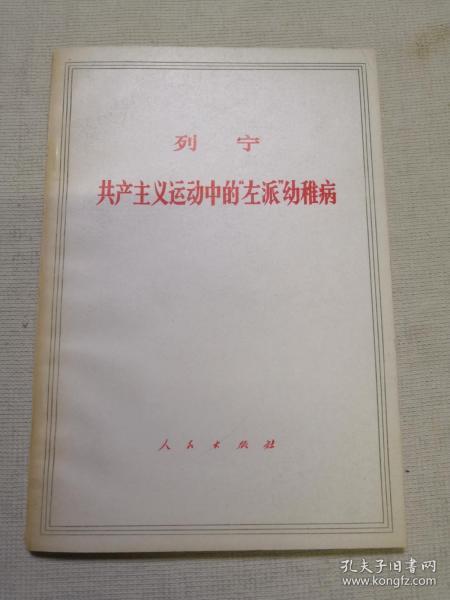 列 宁
共产主义运动中的“左派”幼稚病
人民出版社
孔夫子旧书网
www.kongfz.com